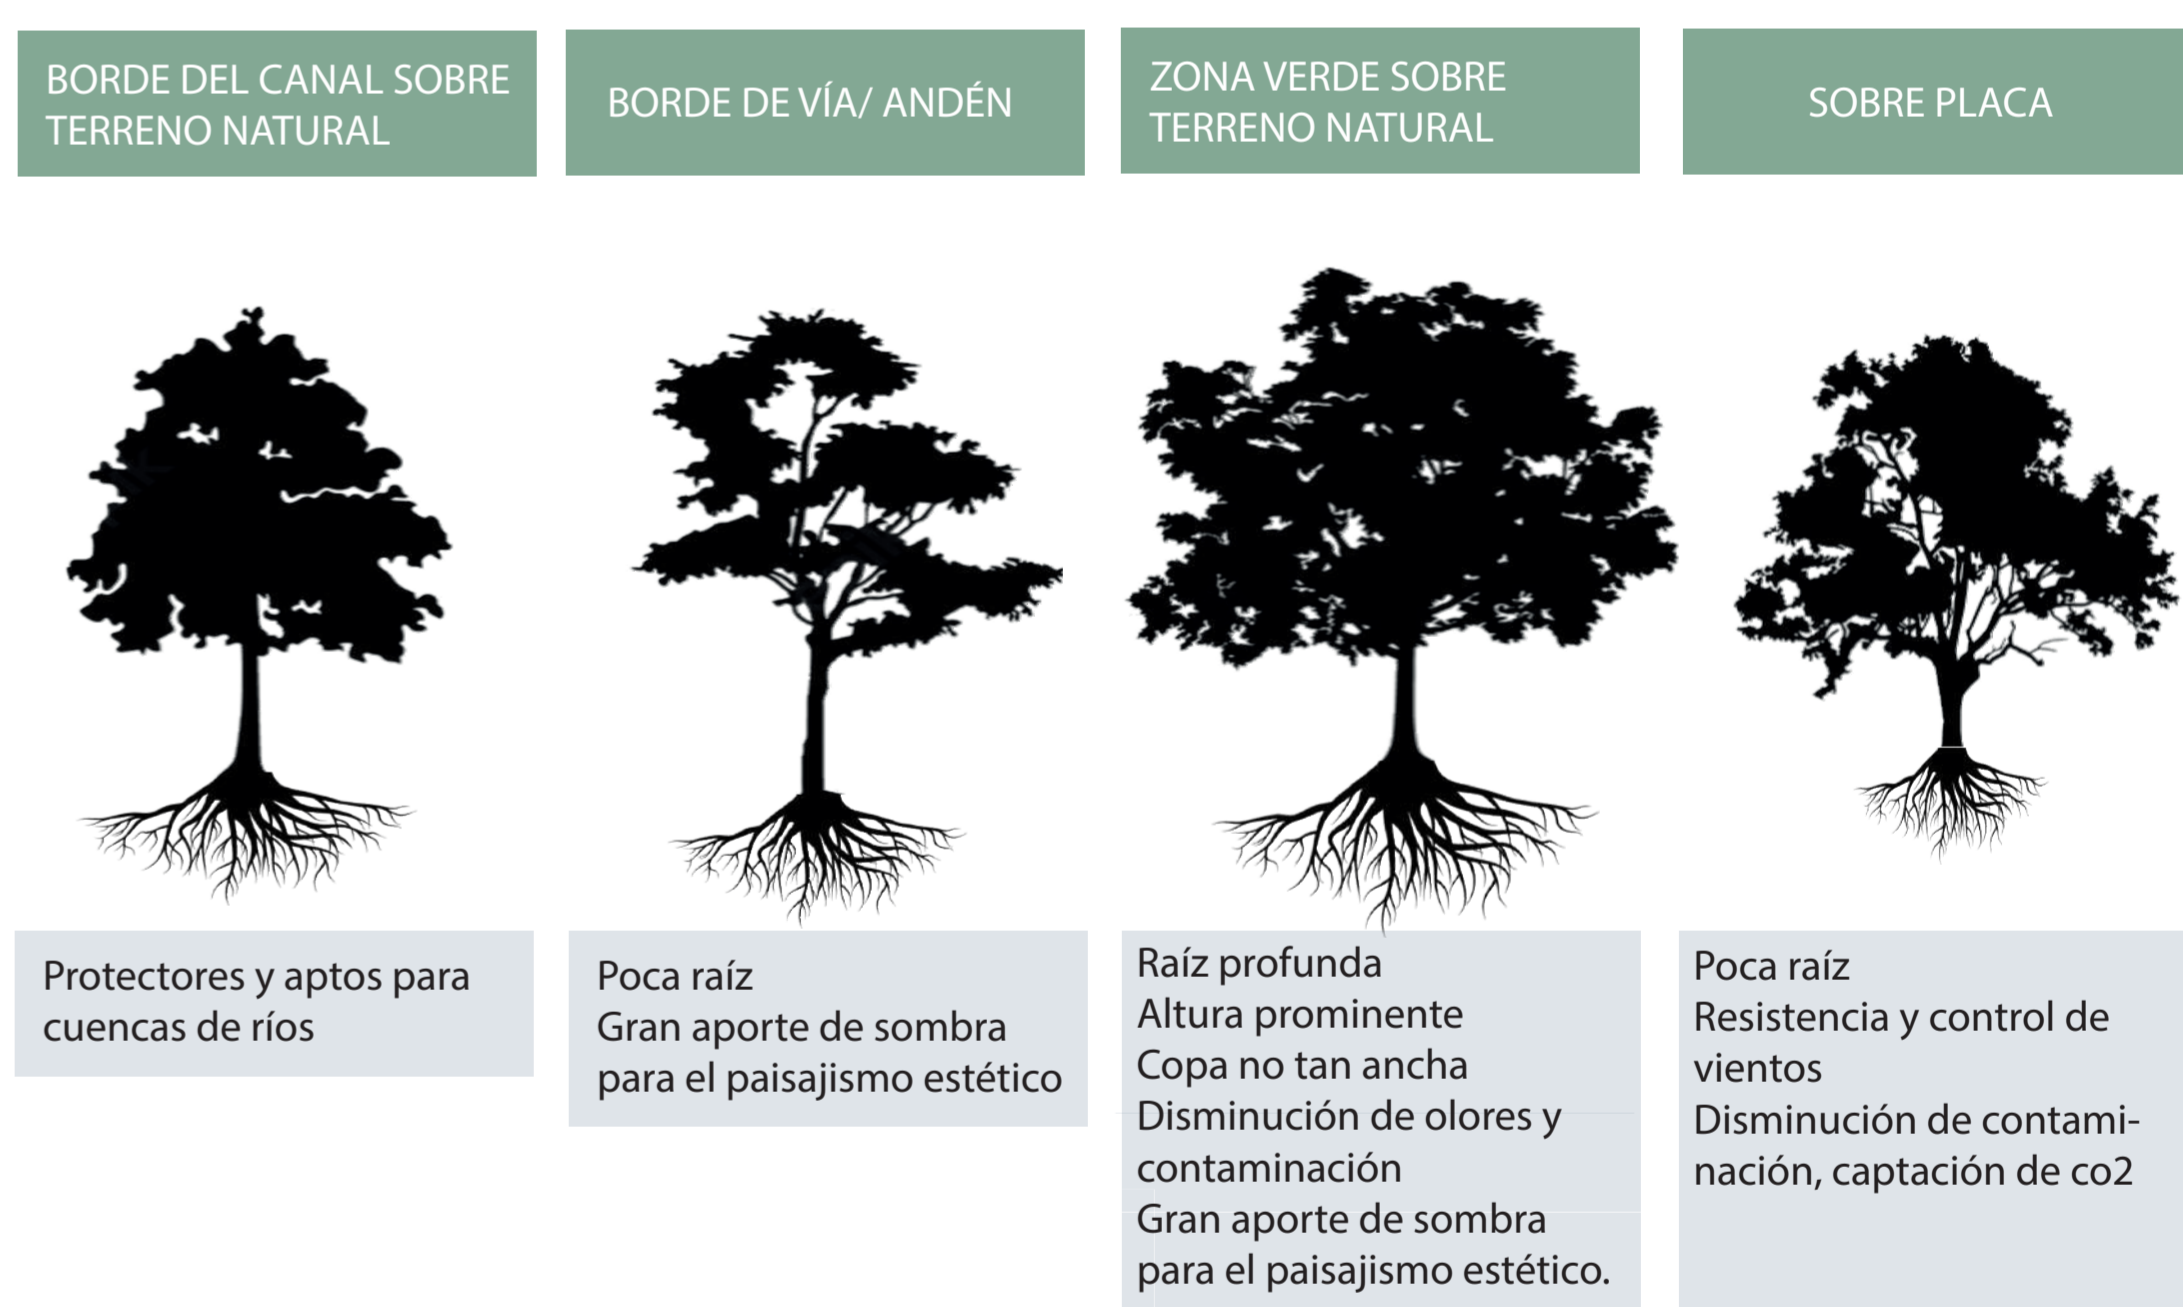 BORDE DEL CANAL SOBRE
TERRENO NATURAL
BORDE DE VÍA/ ANDÉN
ZONA VERDE SOBRE
TERRENO NATURAL
SOBRE PLACA
Protectores y aptos para
cuencas de ríos
Poca raíz
Gran aporte de sombra
para el paisajismo estético
Raíz profunda
Altura prominente
Copa no tan ancha
Disminución de olores y
contaminación
Gran aporte de sombra
para el paisajismo estético.
Poca raíz
Resistencia y control de
vientos
Disminución de contami-
nación, captación de co2